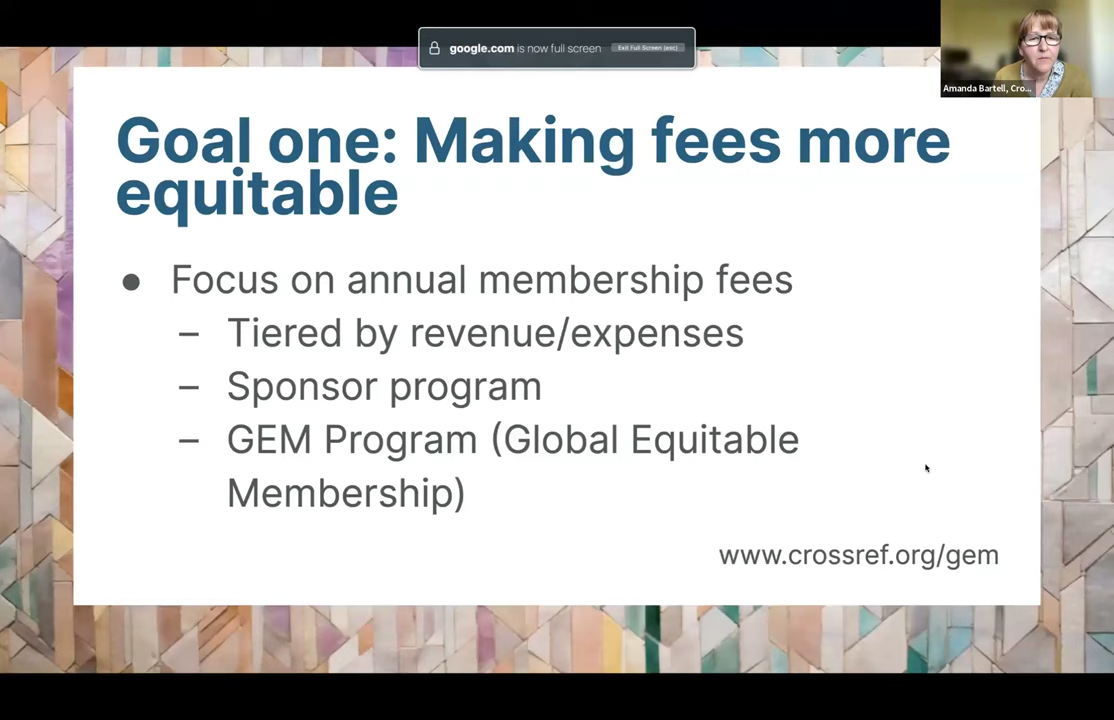 google.com is now full screen
Exit Full Screen (esc)
Amanda Bartell, Cro...
Goal one: Making fees more
equitable
● Focus on annual membership fees
– Tiered by revenue/expenses
– Sponsor program
– GEM Program (Global Equitable
Membership)
www.crossref.org/gem